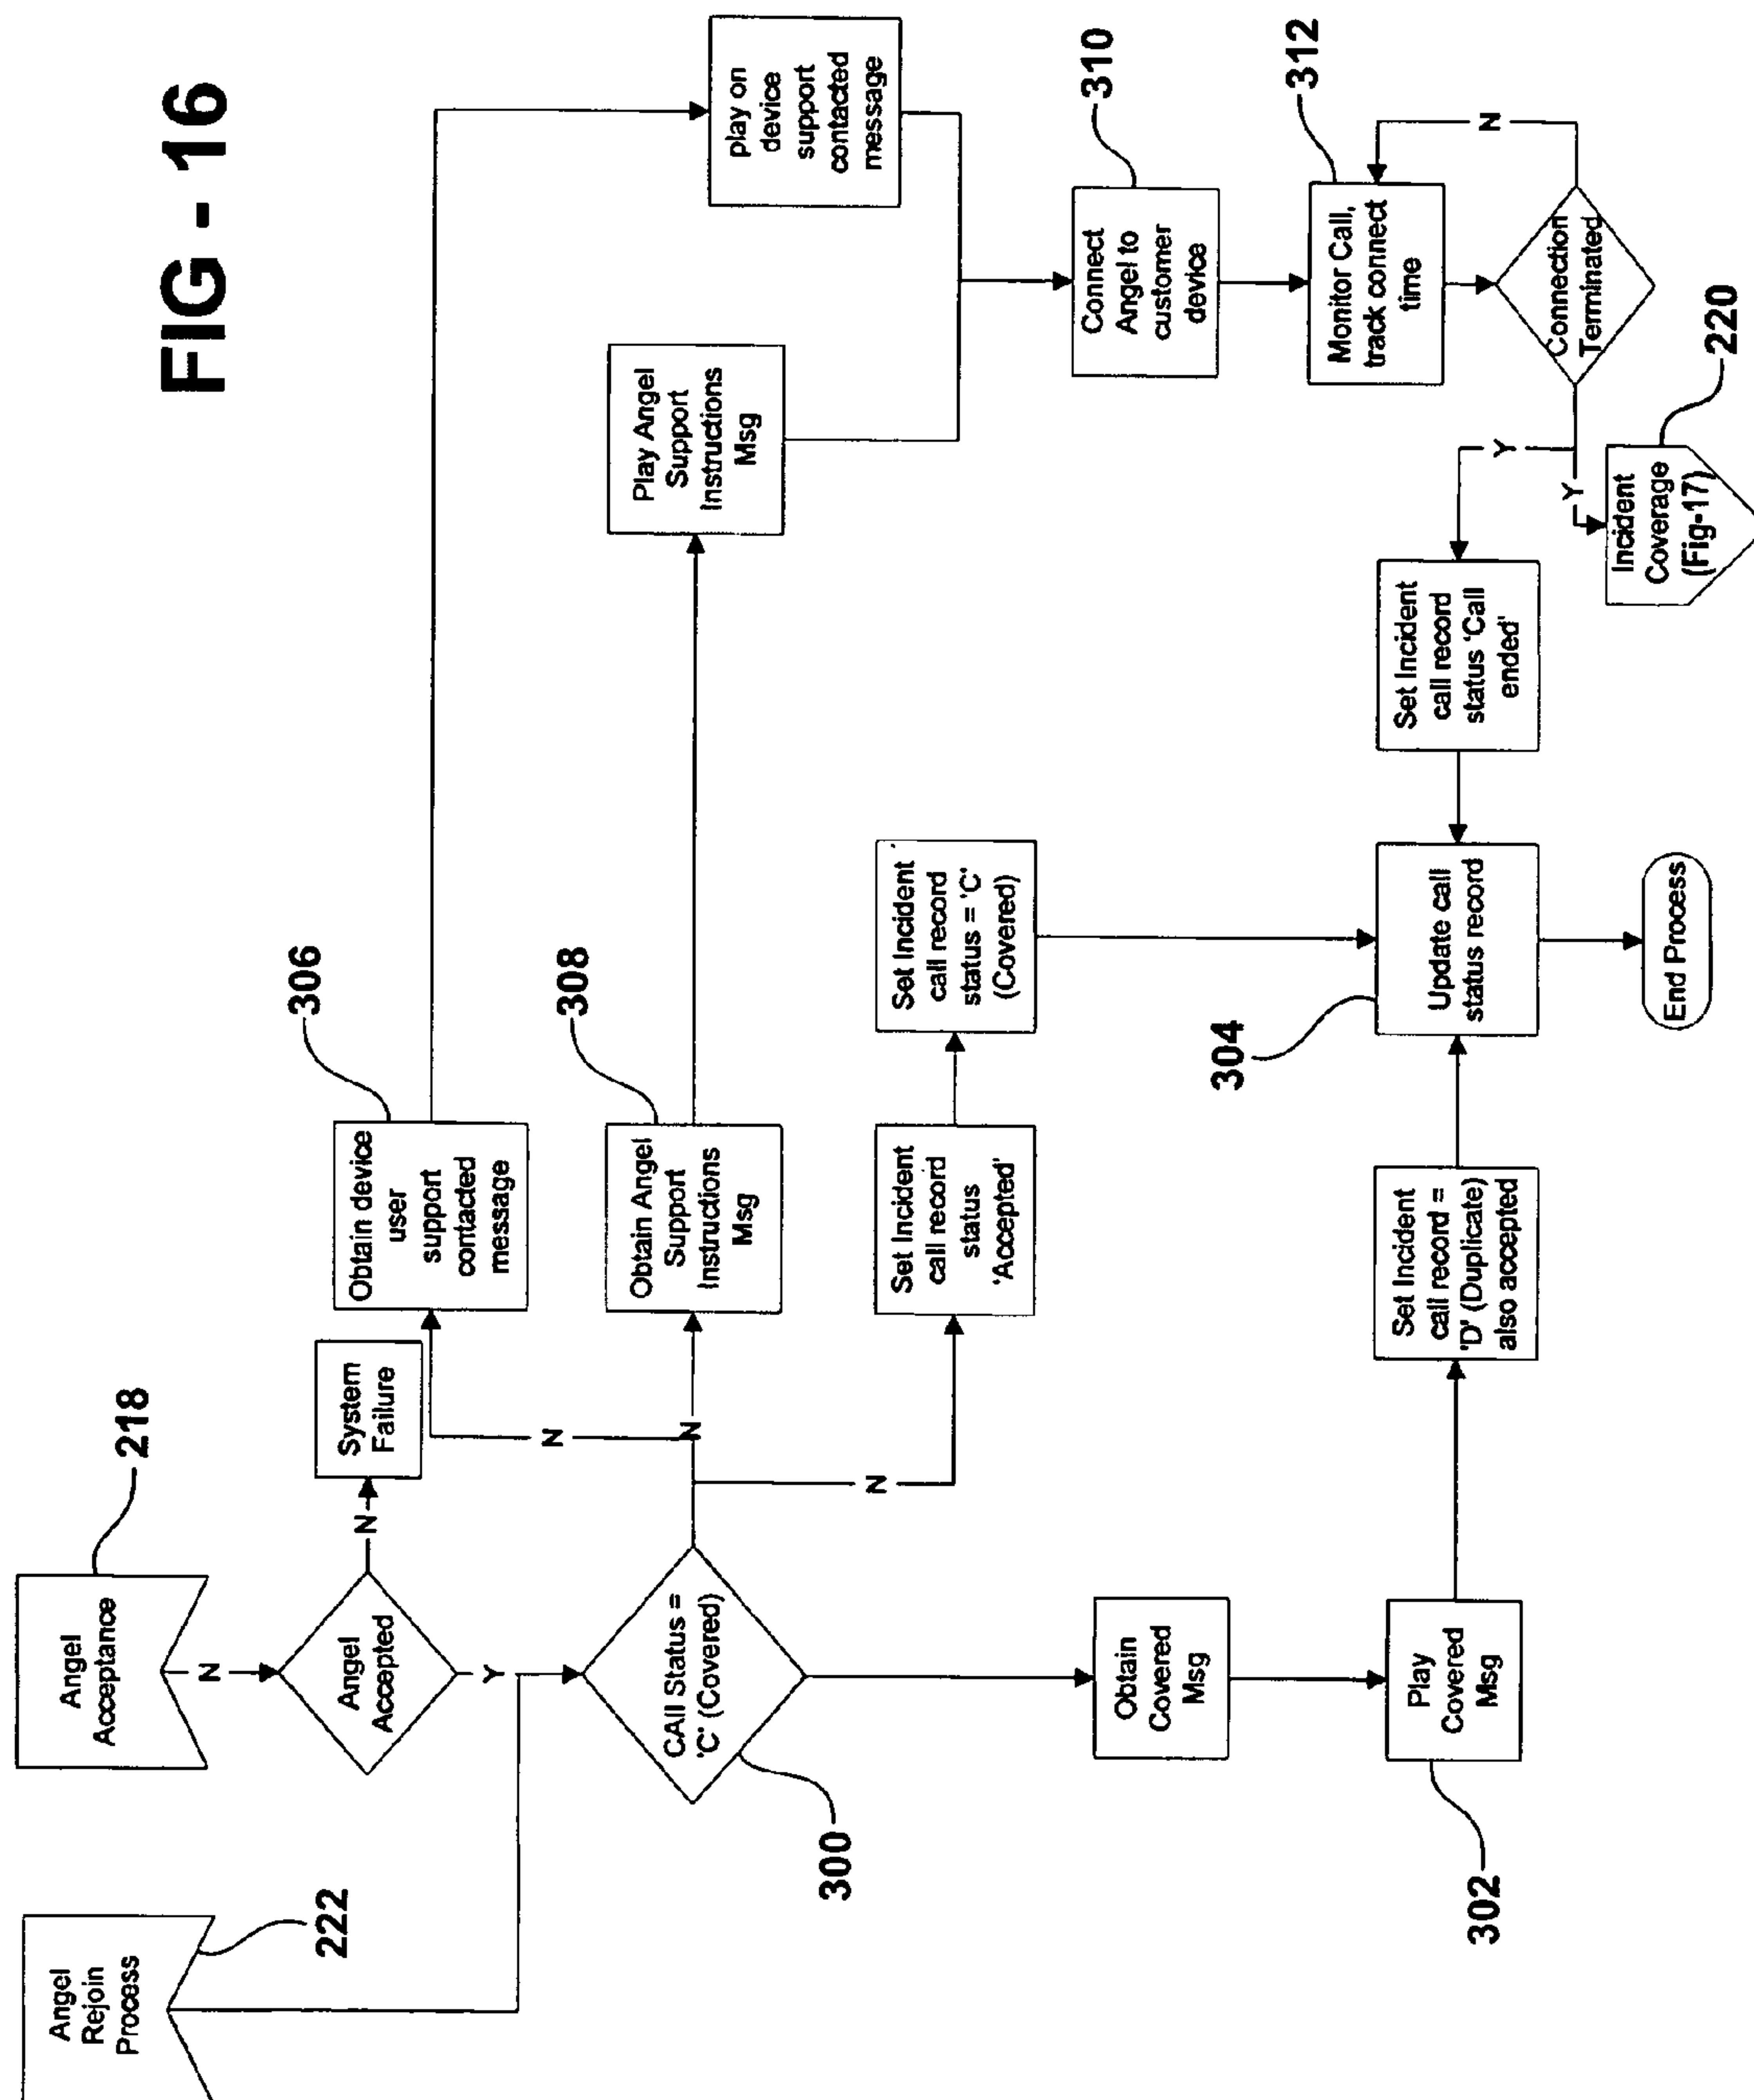 FIG - 16
Angel
Rejoin
Process
222
Angel
Acceptance
218
N
Angel
Accepted
N
System
Failure
Y
CAll Status =
'C' (Covered)
300
N
N
N
Obtain device
user
support
contacted
message
306
play on
device
support
contacted
message
Obtain Angel
Support
Instructions
Msg
308
Play Angel
Support
Instructions
Msg
Set Incident
call record
status
'Accepted'
Set Incident
call record
status = 'C'
(Covered)
Connect
Angel to
customer
device
310
Monitor Call,
track connect
time
312
Connection
Terminated
N
Y
Y
Incident
Coverage
(Fig-17)
220
Set Incident
call record
status 'Call
ended'
Obtain
Covered
Msg
Play
Covered
Msg
302
Set Incident
call record =
'D' (Duplicate)
also accepted
Update call
status record
304
End Process